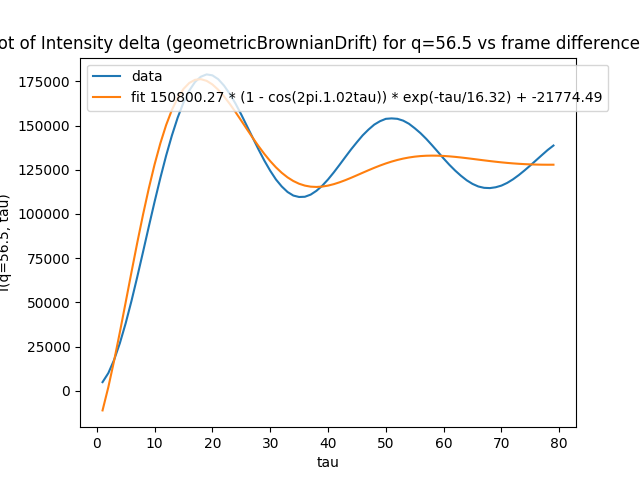 ot of Intensity delta (geometricBrownianDrift) for q=56.5 vs frame difference
data
fit 150800.27 * (1 - cos(2pi.1.02tau)) * exp(-tau/16.32) + -21774.49
175000
150000
125000
100000
75000
50000
25000
0
I(q=56.5, tau)
0 10 20 30 40 50 60 70 80
tau